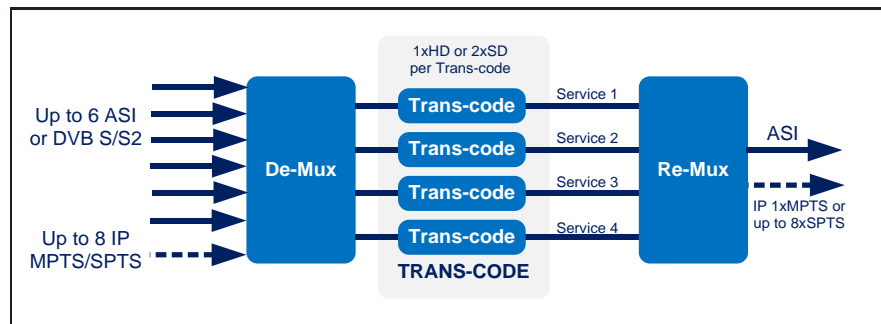 1xHD or 2xSD
per Trans-code
Up to 6 ASI
or DVB S/S2
Up to 8 IP
MPTS/SPTS
De-Mux
Trans-code
Service 1
Trans-code
Service 2
Trans-code
Service 3
Trans-code
Service 4
TRANS-CODE
Re-Mux
ASI
IP 1xMPTS or
up to 8xSPTS